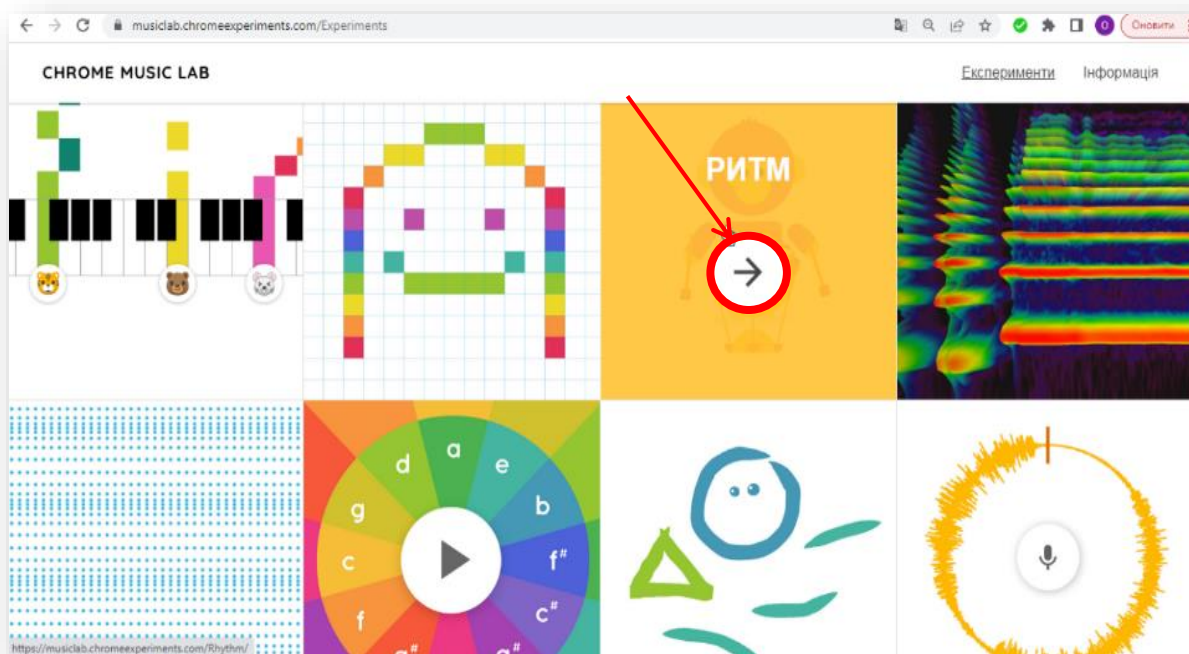 musiclab.chromeexperiments.com/Experiments
О
Оновити
CHROME MUSIC LAB
Експерименти
Інформація
РИТМ
d a e
g b
c f#
f c#
https://musiclab.chromeexperiments.com/Rhythm/